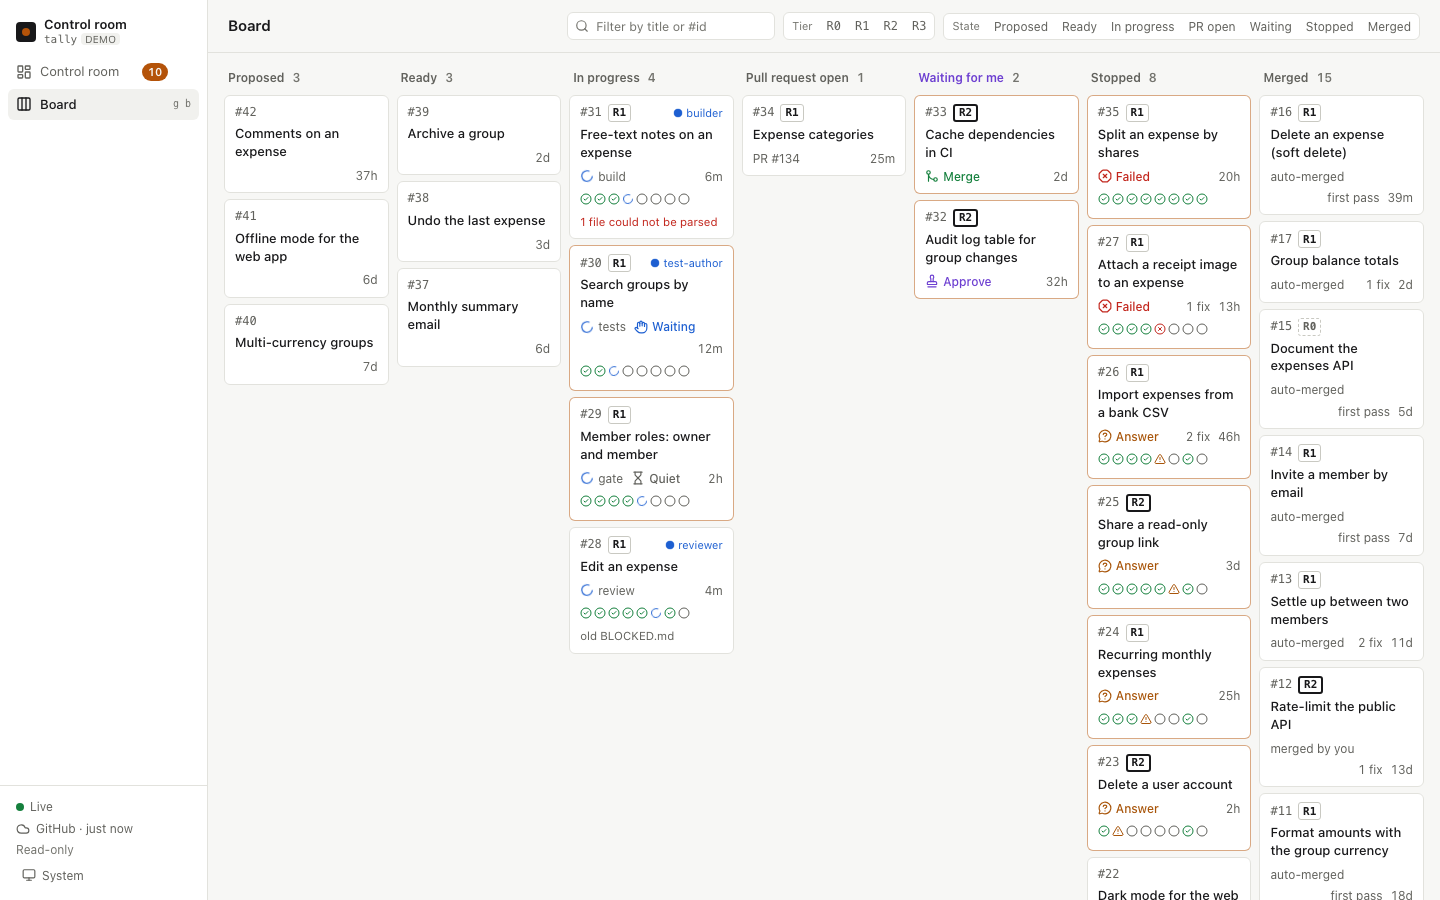 Control room
tally DEMO
Control room 10
Board g b
Live
GitHub · just now
Read-only
System
Board
Filter by title or #id
Tier R0 R1 R2 R3
State Proposed Ready In progress PR open Waiting Stopped Merged
Proposed 3
#42
Comments on an
expense
37h
#41
Offline mode for the
web app
6d
#40
Multi-currency groups
7d
Ready 3
#39
Archive a group
2d
#38
Undo the last expense
3d
#37
Monthly summary
email
6d
In progress 4
#31 R1 builder
Free-text notes on an
expense
build 6m
1 file could not be parsed
#30 R1 test-author
Search groups by
name
tests Waiting
12m
#29 R1
Member roles: owner
and member
gate Quiet 2h
#28 R1 reviewer
Edit an expense
review 4m
old BLOCKED.md
Pull request open 1
#34 R1
Expense categories
PR #134 25m
Waiting for me 2
#33 R2
Cache dependencies
in CI
Merge 2d
#32 R2
Audit log table for
group changes
Approve 32h
Stopped 8
#35 R1
Split an expense by
shares
Failed 20h
#27 R1
Attach a receipt image
to an expense
Failed 1 fix 13h
#26 R1
Import expenses from
a bank CSV
Answer 2 fix 46h
#25 R2
Share a read-only
group link
Answer 3d
#24 R1
Recurring monthly
expenses
Answer 25h
#23 R2
Delete a user account
Answer 2h
#22
Dark mode for the web
Merged 15
#16 R1
Delete an expense
(soft delete)
auto-merged
first pass 39m
#17 R1
Group balance totals
auto-merged 1 fix 2d
#15 R0
Document the
expenses API
auto-merged
first pass 5d
#14 R1
Invite a member by
email
auto-merged
first pass 7d
#13 R1
Settle up between two
members
auto-merged 2 fix 11d
#12 R2
Rate-limit the public
API
merged by you
1 fix 13d
#11 R1
Format amounts with
the group currency
auto-merged
first pass 18d